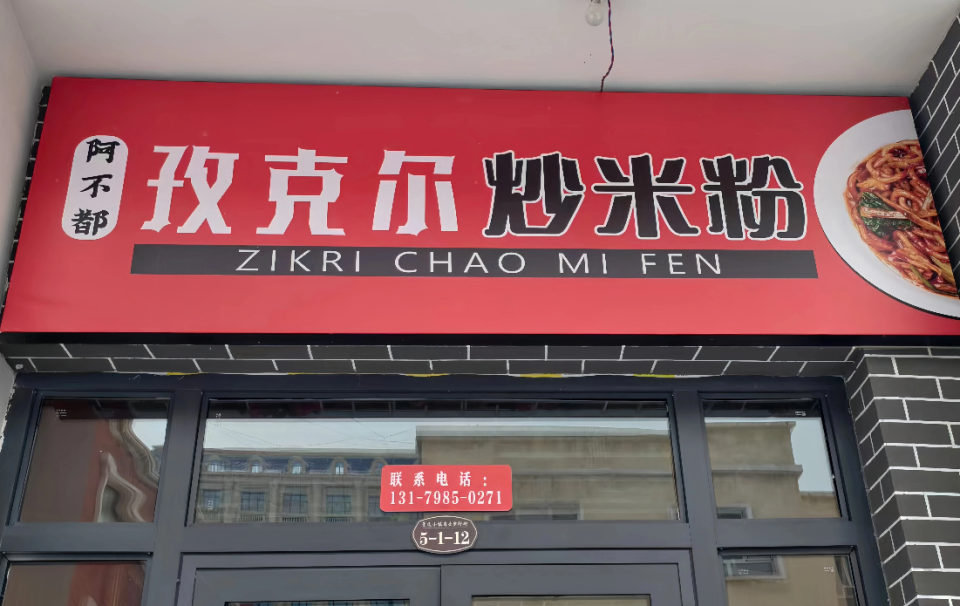 阿不都
孜克尔炒米粉
ZIKRI CHAO MI FEN
联系电话：
131-7985-0271
5-1-12